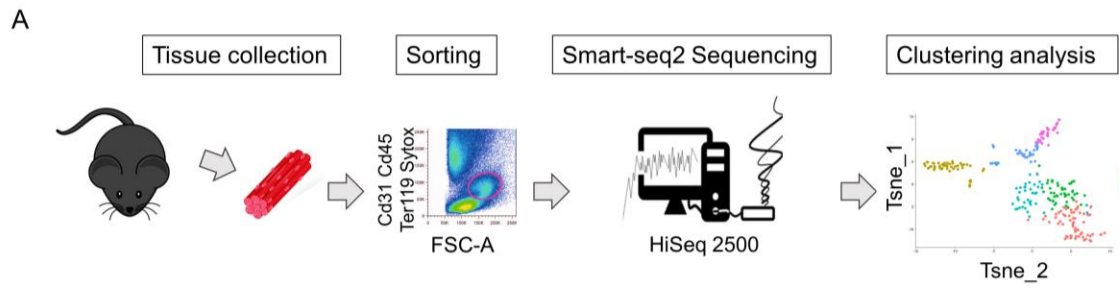 A
Tissue collection
Sorting
Smart-seq2 Sequencing
Clustering analysis
Cd31 Cd45
Ter119 Sytox
FSC-A
HiSeq 2500
Tsne_1
Tsne_2